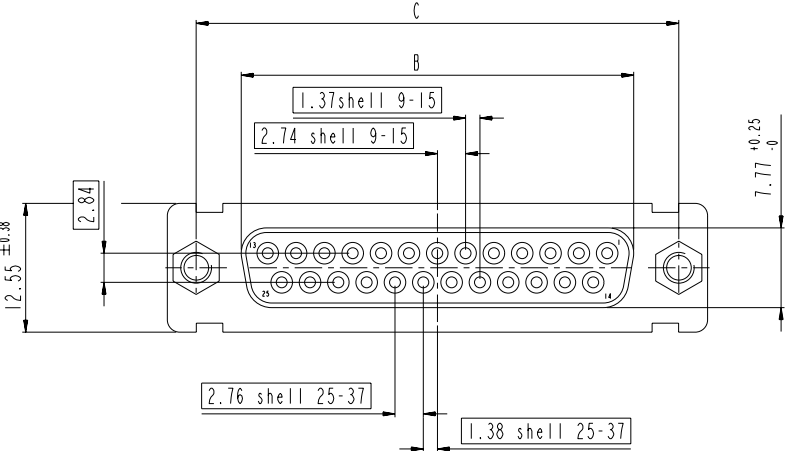 C
B
1.37shell 9-15
2.74 shell 9-15
7.77 +0.25 -0
2.84
12.55 ±0.38
13
1
25
14
2.76 shell 25-37
1.38 shell 25-37